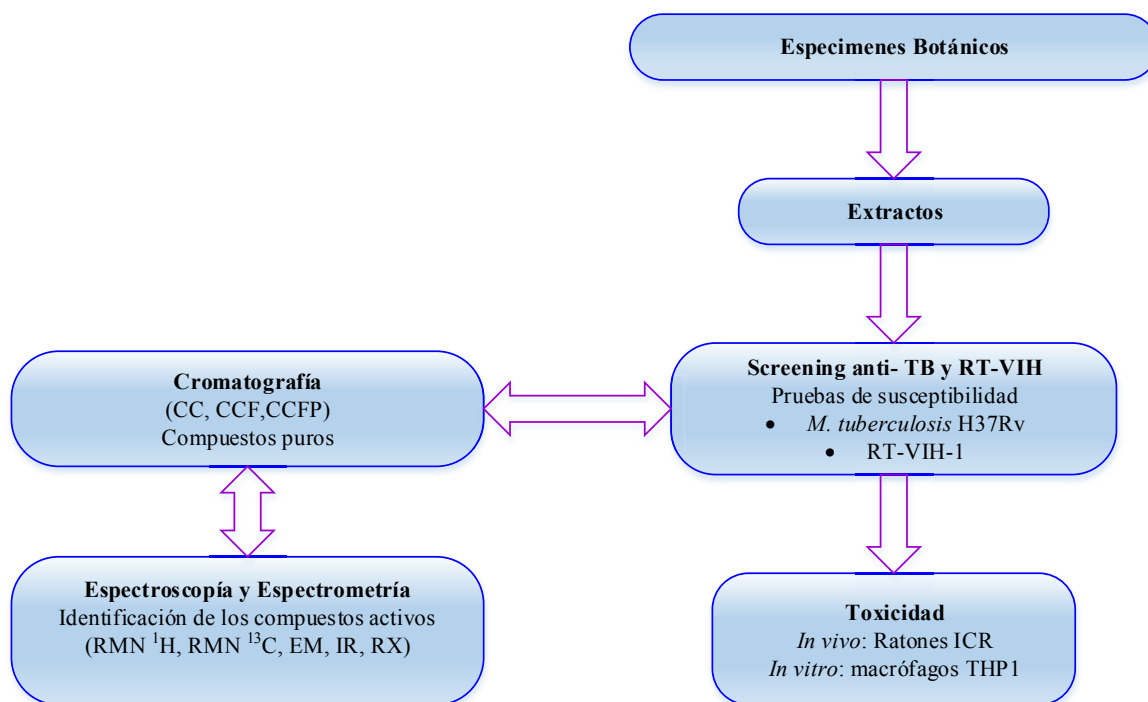 Especimenes Botánicos
Extractos
Screening anti- TB y RT-VIH
Pruebas de susceptibilidad
• M. tuberculosis H37Rv
• RT-VIH-1
Cromatografía
(CC, CCF,CCFP)
Compuestos puros
Espectroscopía y Espectrometría
Identificación de los compuestos activos
(RMN ¹H, RMN ¹³C, EM, IR, RX)
Toxicidad
In vivo: Ratones ICR
In vitro: macrófagos THP1